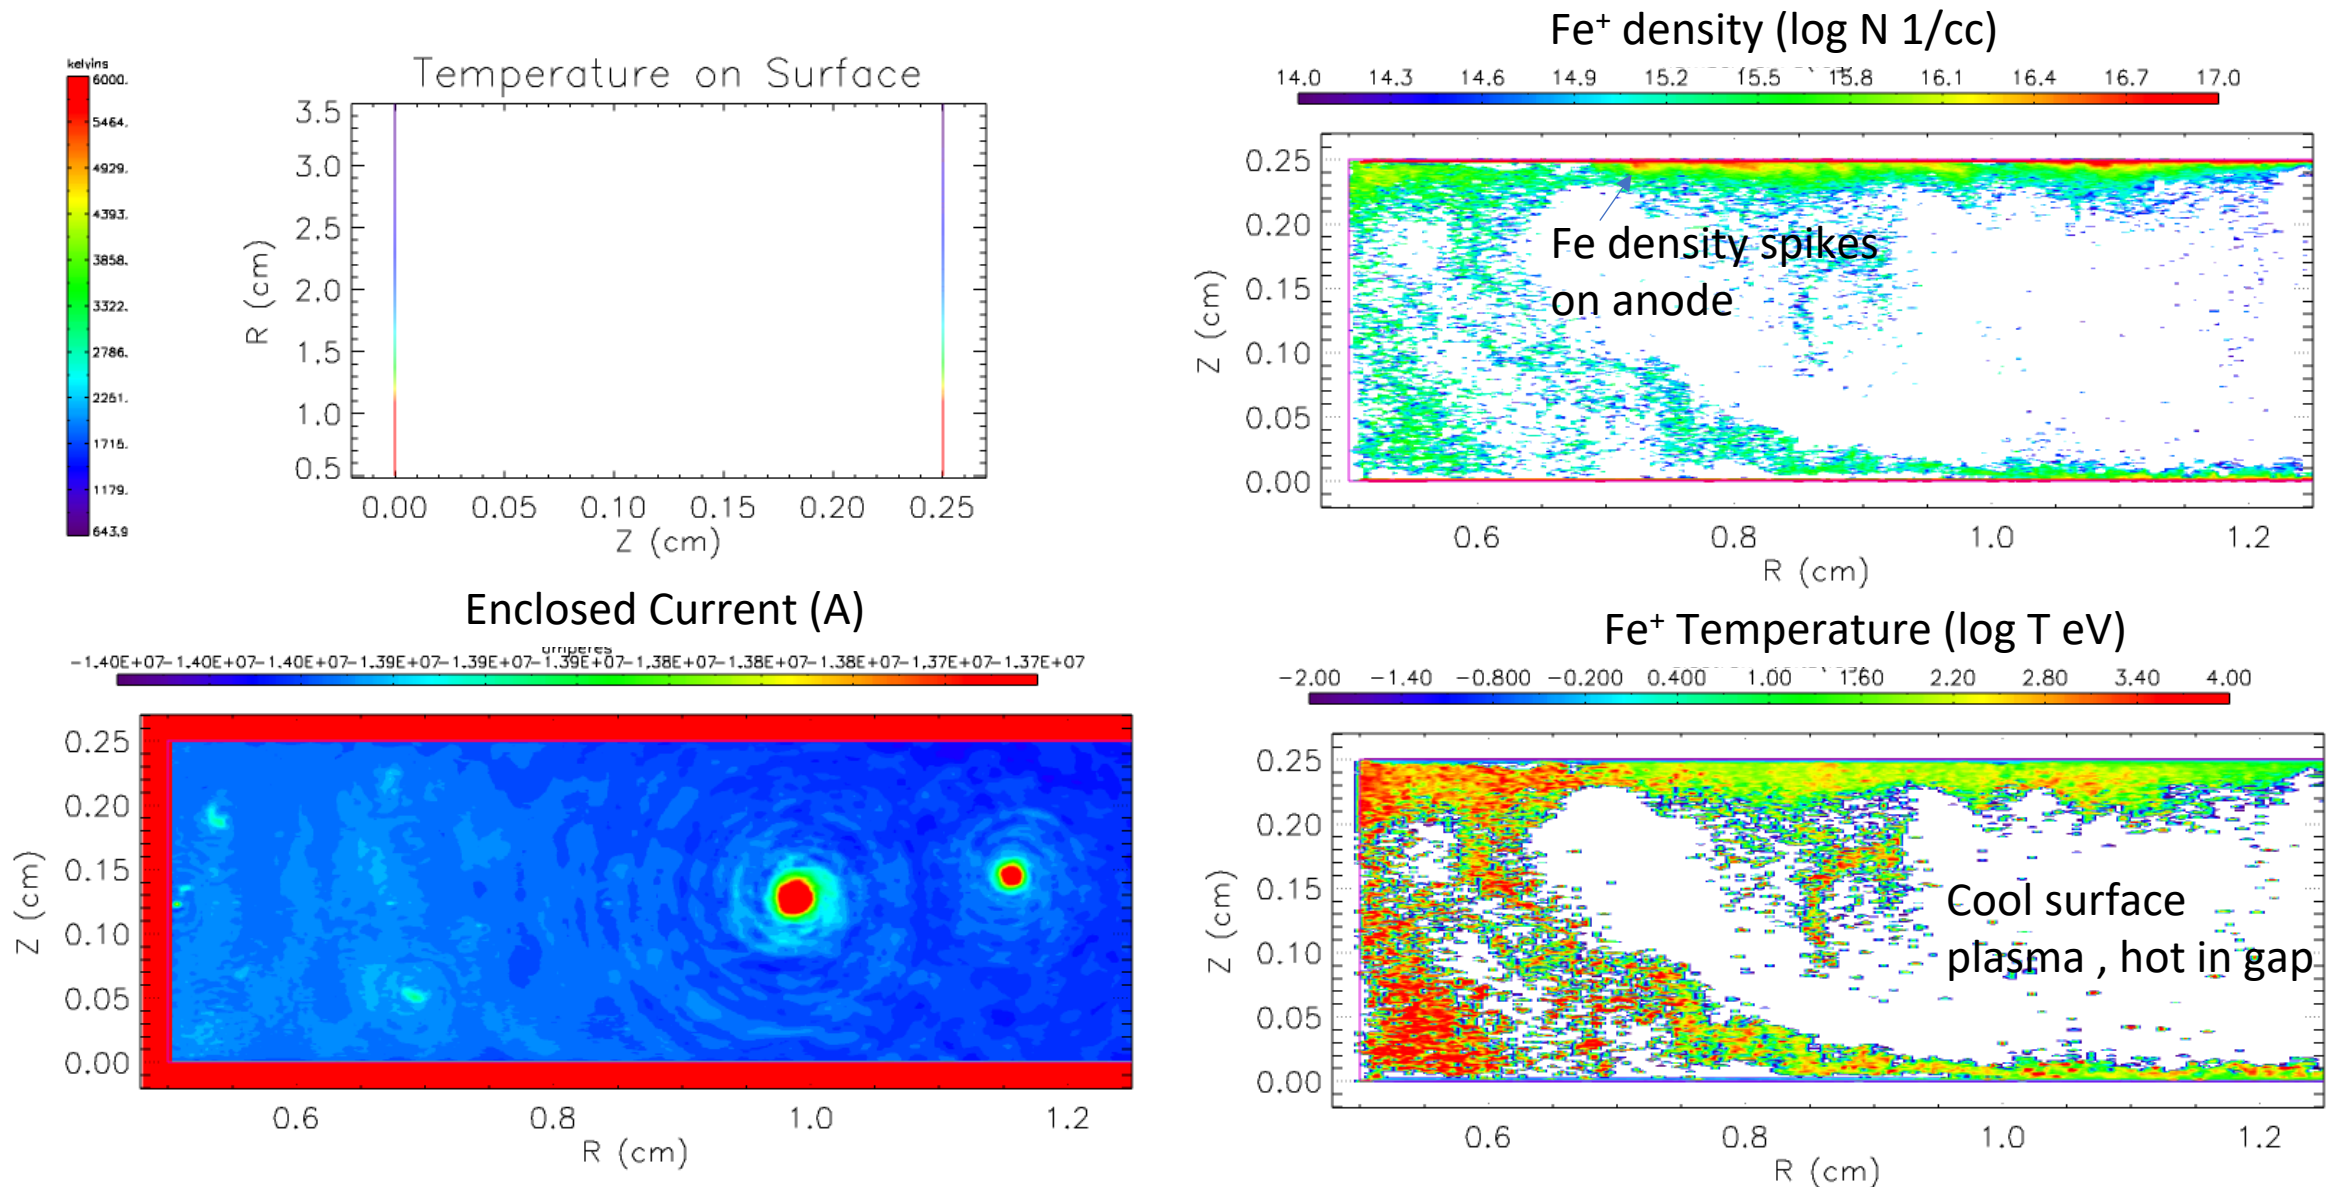 kelvins
6000.
5464.
4929.
4393.
3858.
3322.
2786.
2251.
1715.
1179.
643.9
Temperature on Surface
3.5
3.0
2.5
2.0
1.5
1.0
0.5
R (cm)
0.00 0.05 0.10 0.15 0.20 0.25
Z (cm)
Fe⁺ density (log N 1/cc)
14.0 14.3 14.6 14.9 15.2 15.5 15.8 16.1 16.4 16.7 17.0
0.25
0.20
0.15
0.10
0.05
0.00
Z (cm)
Fe density spikes
on anode
0.6 0.8 1.0 1.2
R (cm)
Enclosed Current (A)
amperes
-1.40E+07-1.40E+07-1.40E+07-1.39E+07-1.39E+07-1.39E+07-1.38E+07-1.38E+07-1.38E+07-1.37E+07-1.37E+07
0.25
0.20
0.15
0.10
0.05
0.00
Z (cm)
0.6 0.8 1.0 1.2
R (cm)
Fe⁺ Temperature (log T eV)
-2.00 -1.40 -0.800 -0.200 0.400 1.00 1.60 2.20 2.80 3.40 4.00
0.25
0.20
0.15
0.10
0.05
0.00
Z (cm)
Cool surface
plasma , hot in gap
0.6 0.8 1.0 1.2
R (cm)